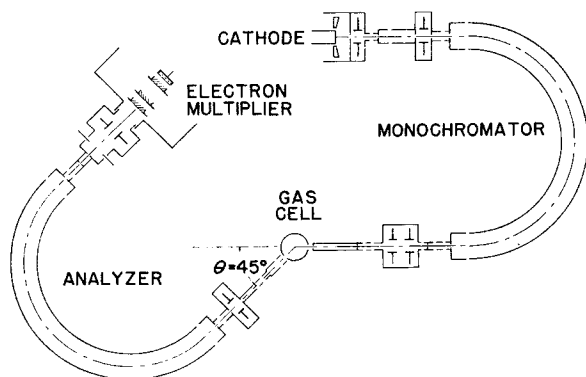 CATHODE
ELECTRON
MULTIPLIER
MONOCHROMATOR
GAS
CELL
θ=45°
ANALYZER